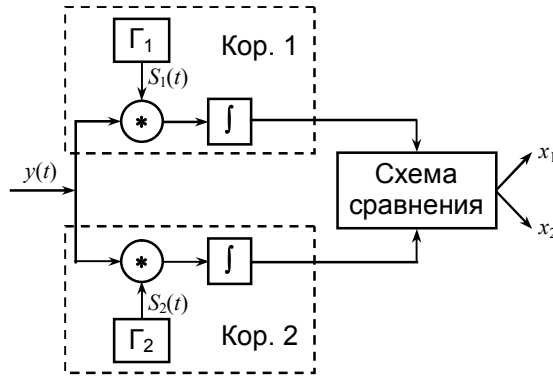 Г₁
Кор. 1
S₁(t)
*
∫
y(t)
Схема
сравнения
x₁
x₂
*
∫
S₂(t)
Г₂
Кор. 2